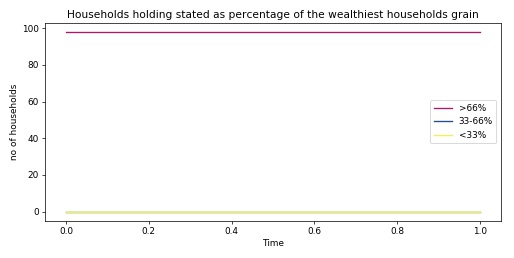 Households holding stated as percentage of the wealthiest households grain
100
80
60
40
20
0
no of households
>66%
33-66%
<33%
0.0 0.2 0.4 0.6 0.8 1.0
Time